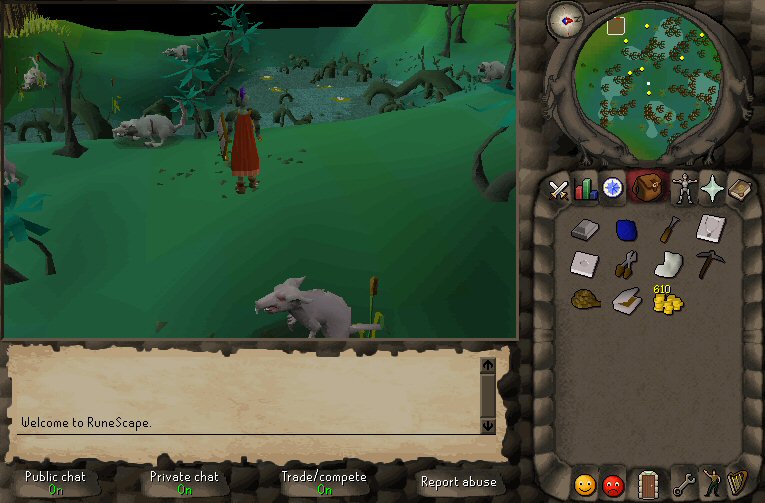 610
Welcome to RuneScape.
Public chat
On
Private chat
On
Trade/compete
On
Report abuse